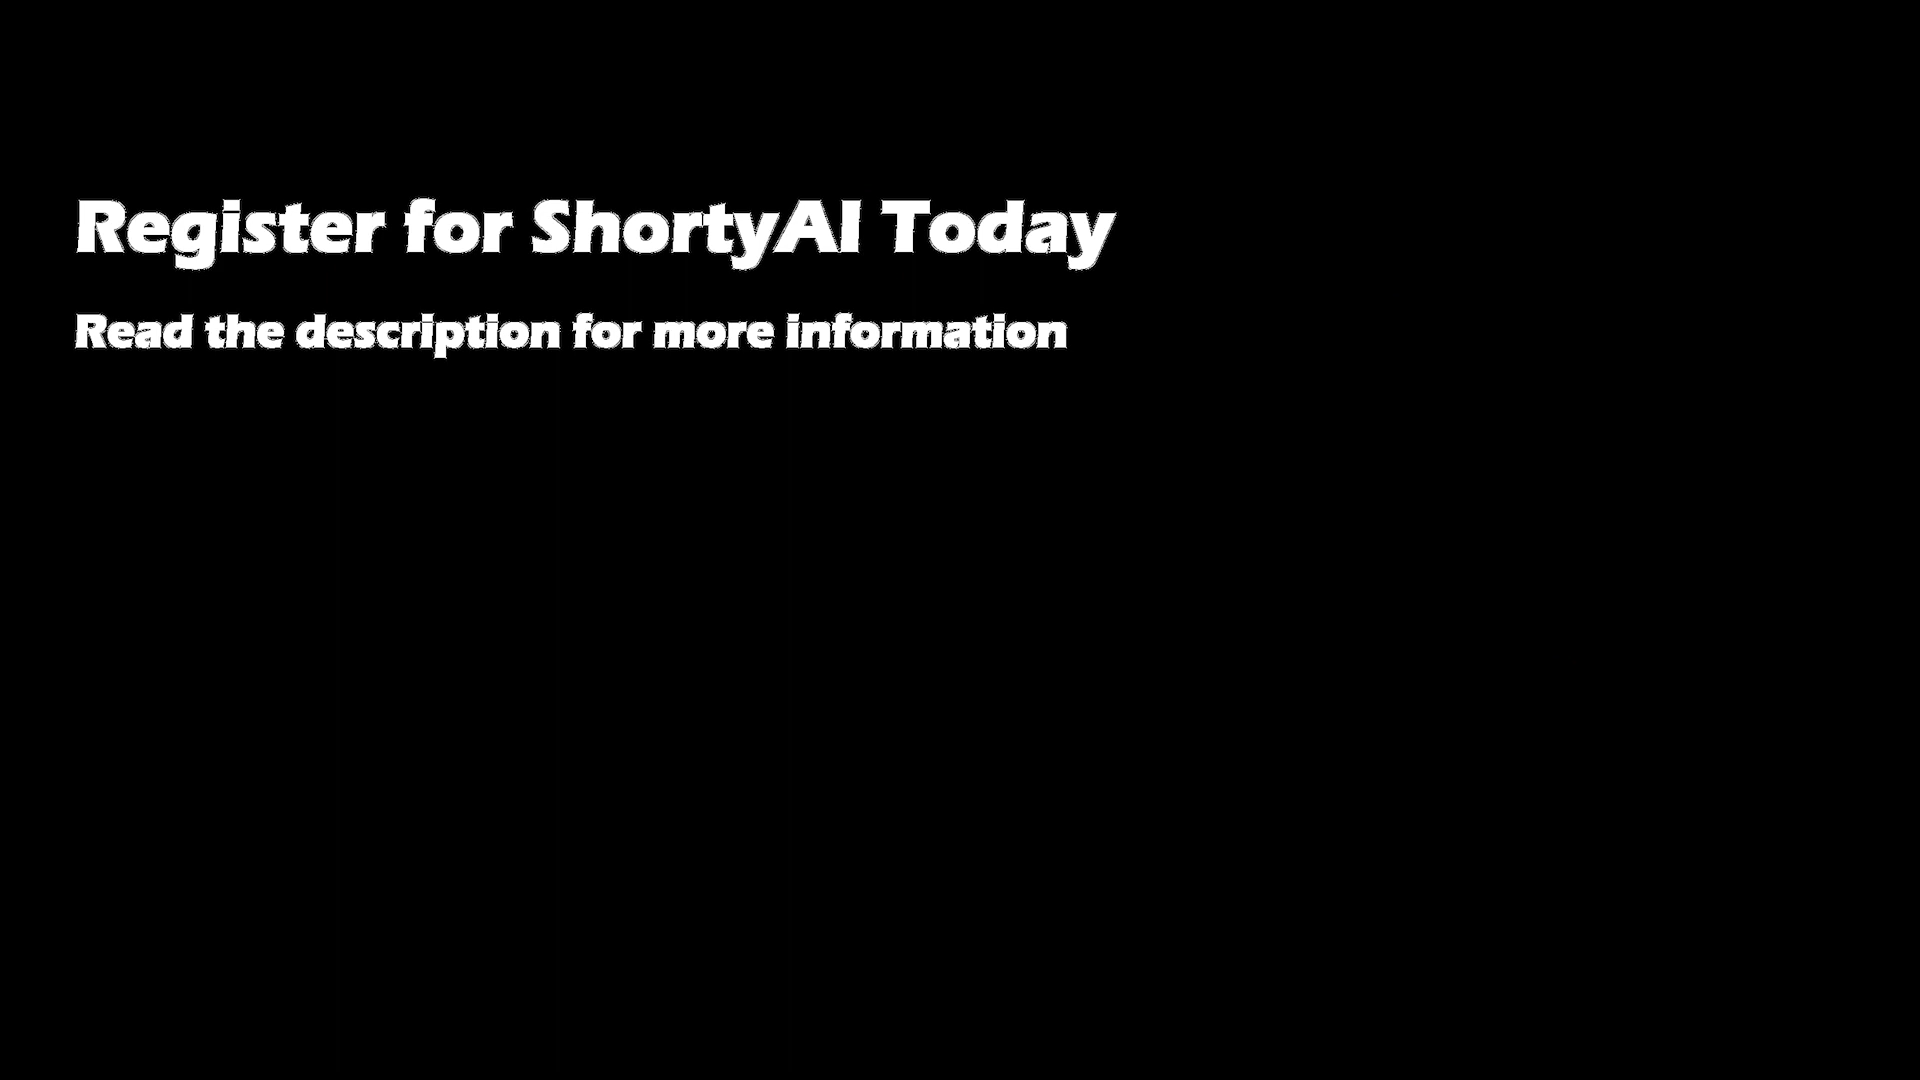 Register for ShortyAI Today
Read the description for more information